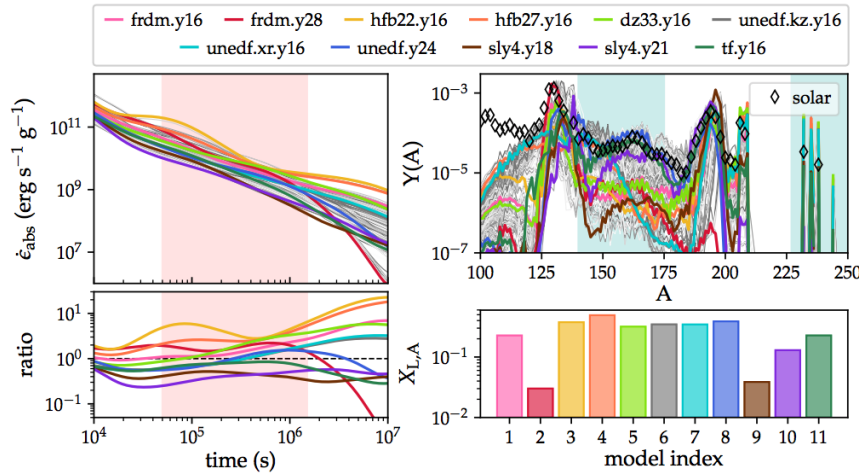 frdm.y16 frdm.y28 hfb22.y16 hfb27.y16 dz33.y16 unedf.kz.y16
unedf.xr.y16 unedf.y24 sly4.y18 sly4.y21 tf.y16
ε̇abs (erg s⁻¹ g⁻¹)
10¹¹
10⁹
10⁷
ratio
10¹
10⁰
10⁻¹
10⁴ 10⁵ 10⁶ 10⁷
time (s)
Y(A)
10⁻³
10⁻⁵
10⁻⁷
solar
100 125 150 175 200 225 250
A
X_L,A
10⁻¹
10⁻²
1 2 3 4 5 6 7 8 9 10 11
model index